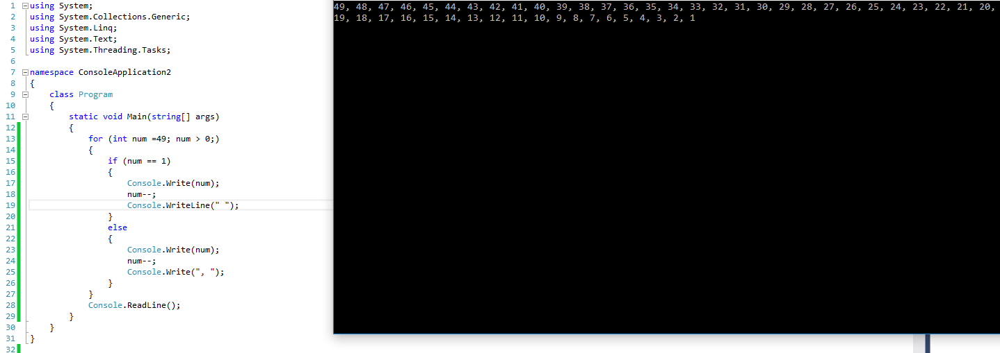 1 using System;
2 using System.Collections.Generic;
3 using System.Linq;
4 using System.Text;
5 using System.Threading.Tasks;
6
7 namespace ConsoleApplication2
8 {
9     class Program
10     {
11         static void Main(string[] args)
12         {
13             for (int num =49; num > 0;)
14             {
15                 if (num == 1)
16                 {
17                     Console.Write(num);
18                     num--;
19                     Console.WriteLine(" ");
20                 }
21                 else
22                 {
23                     Console.Write(num);
24                     num--;
25                     Console.Write(", ");
26                 }
27             }
28             Console.ReadLine();
29         }
30     }
31 }
32
49, 48, 47, 46, 45, 44, 43, 42, 41, 40, 39, 38, 37, 36, 35, 34, 33, 32, 31, 30, 29, 28, 27, 26, 25, 24, 23, 22, 21, 20,
19, 18, 17, 16, 15, 14, 13, 12, 11, 10, 9, 8, 7, 6, 5, 4, 3, 2, 1